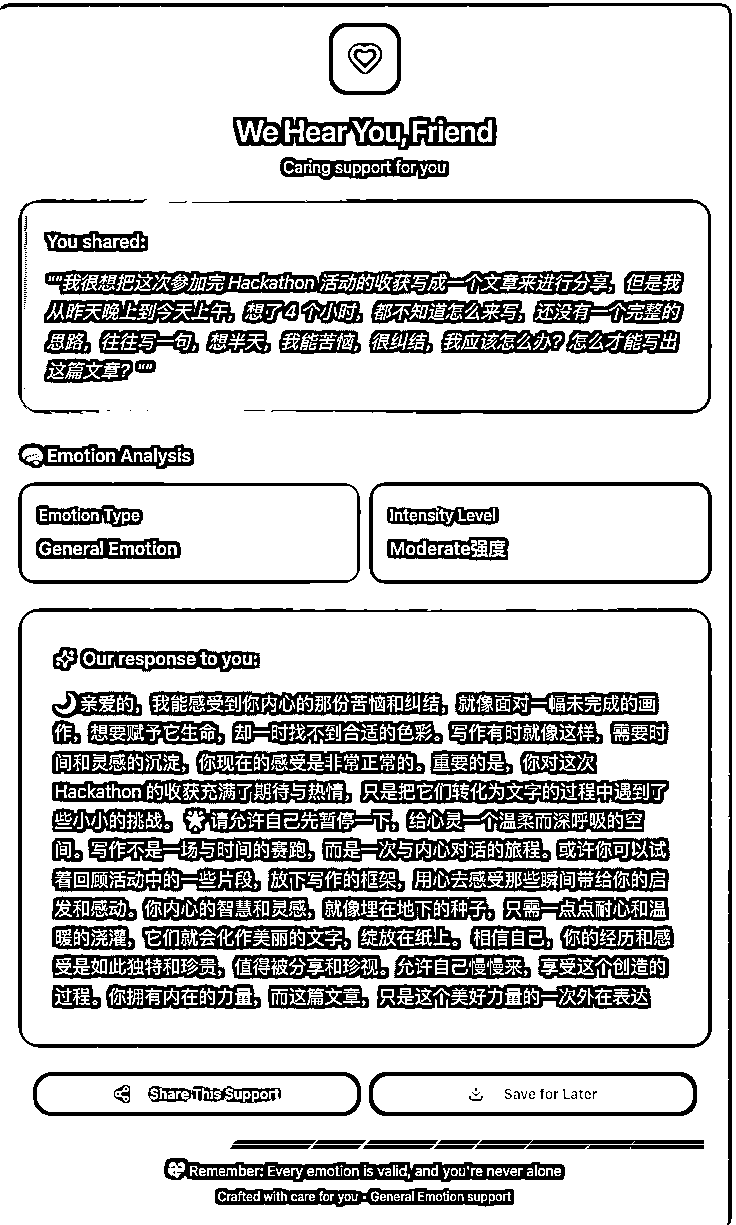 We Hear You, Friend
Caring support for you
You shared:
""我很想把这次参加完 Hackathon 活动的收获写成一个文章来进行分享，但是我
从昨天晚上到今天上午，想了 4 个小时，都不知道怎么来写，还没有一个完整的
思路，往往写一句，想半天，我能苦恼，很纠结，我应该怎么办？怎么才能写出
这篇文章？""
Emotion Analysis
Emotion Type
General Emotion
Intensity Level
Moderate强度
Our response to you:
🌙亲爱的，我能感受到你内心的那份苦恼和纠结，就像面对一幅未完成的画
作，想要赋予它生命，却一时找不到合适的色彩。写作有时就像这样，需要时
间和灵感的沉淀，你现在的感受是非常正常的。重要的是，你对这次
Hackathon 的收获充满了期待与热情，只是把它们转化为文字的过程中遇到了
些小小的挑战。🌟请允许自己先暂停一下，给心灵一个温柔而深呼吸的空
间。写作不是一场与时间的赛跑，而是一次与内心对话的旅程。或许你可以试
着回顾活动中的一些片段，放下写作的框架，用心去感受那些瞬间带给你的启
发和感动。你内心的智慧和灵感，就像埋在地下的种子，只需一点点耐心和温
暖的浇灌，它们就会化作美丽的文字，绽放在纸上。相信自己，你的经历和感
受是如此独特和珍贵，值得被分享和珍视。允许自己慢慢来，享受这个创造的
过程。你拥有内在的力量，而这篇文章，只是这个美好力量的一次外在表达
Share This Support
Save for Later
Remember: Every emotion is valid, and you're never alone
Crafted with care for you • General Emotion support